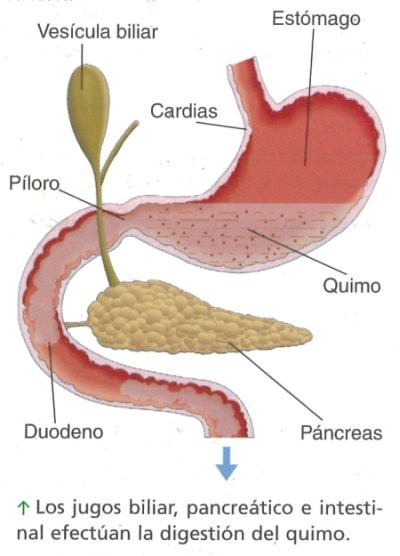 Estómago
Vesícula biliar
Cardias
Píloro
Quimo
Duodeno
Páncreas
↑ Los jugos biliar, pancreático e intesti-
nal efectúan la digestión del quimo.